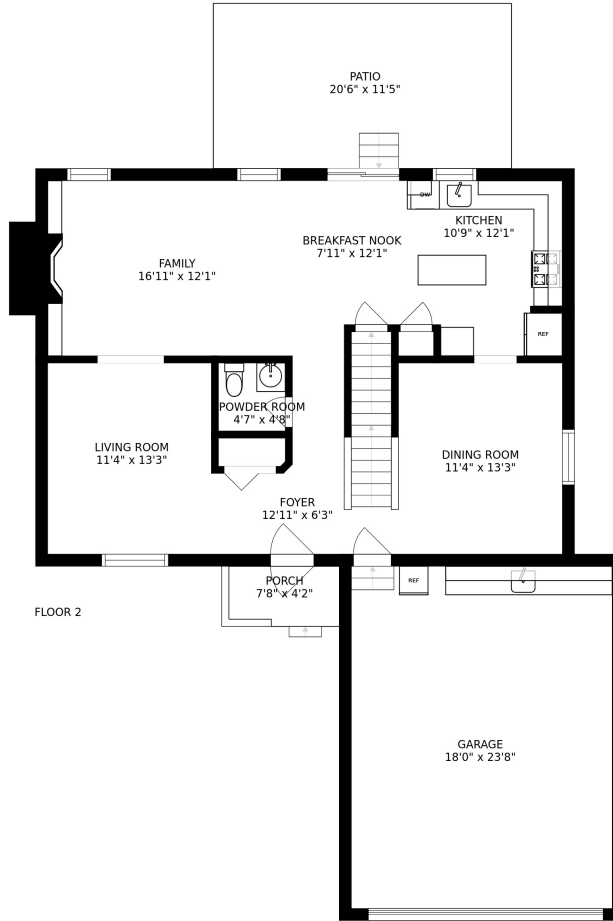 PATIO
20'6" x 11'5"
DW
KITCHEN
10'9" x 12'1"
BREAKFAST NOOK
7'11" x 12'1"
FAMILY
16'11" x 12'1"
REF
POWDER ROOM
4'7" x 4'8"
LIVING ROOM
11'4" x 13'3"
DINING ROOM
11'4" x 13'3"
FOYER
12'11" x 6'3"
PORCH
7'8" x 4'2"
REF
FLOOR 2
GARAGE
18'0" x 23'8"